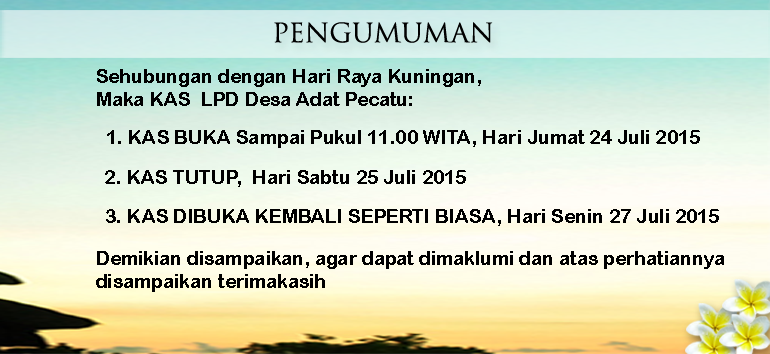 PENGUMUMAN
Sehubungan dengan Hari Raya Kuningan,
Maka KAS LPD Desa Adat Pecatu:
1. KAS BUKA Sampai Pukul 11.00 WITA, Hari Jumat 24 Juli 2015
2. KAS TUTUP, Hari Sabtu 25 Juli 2015
3. KAS DIBUKA KEMBALI SEPERTI BIASA, Hari Senin 27 Juli 2015
Demikian disampaikan, agar dapat dimaklumi dan atas perhatiannya
disampaikan terimakasih